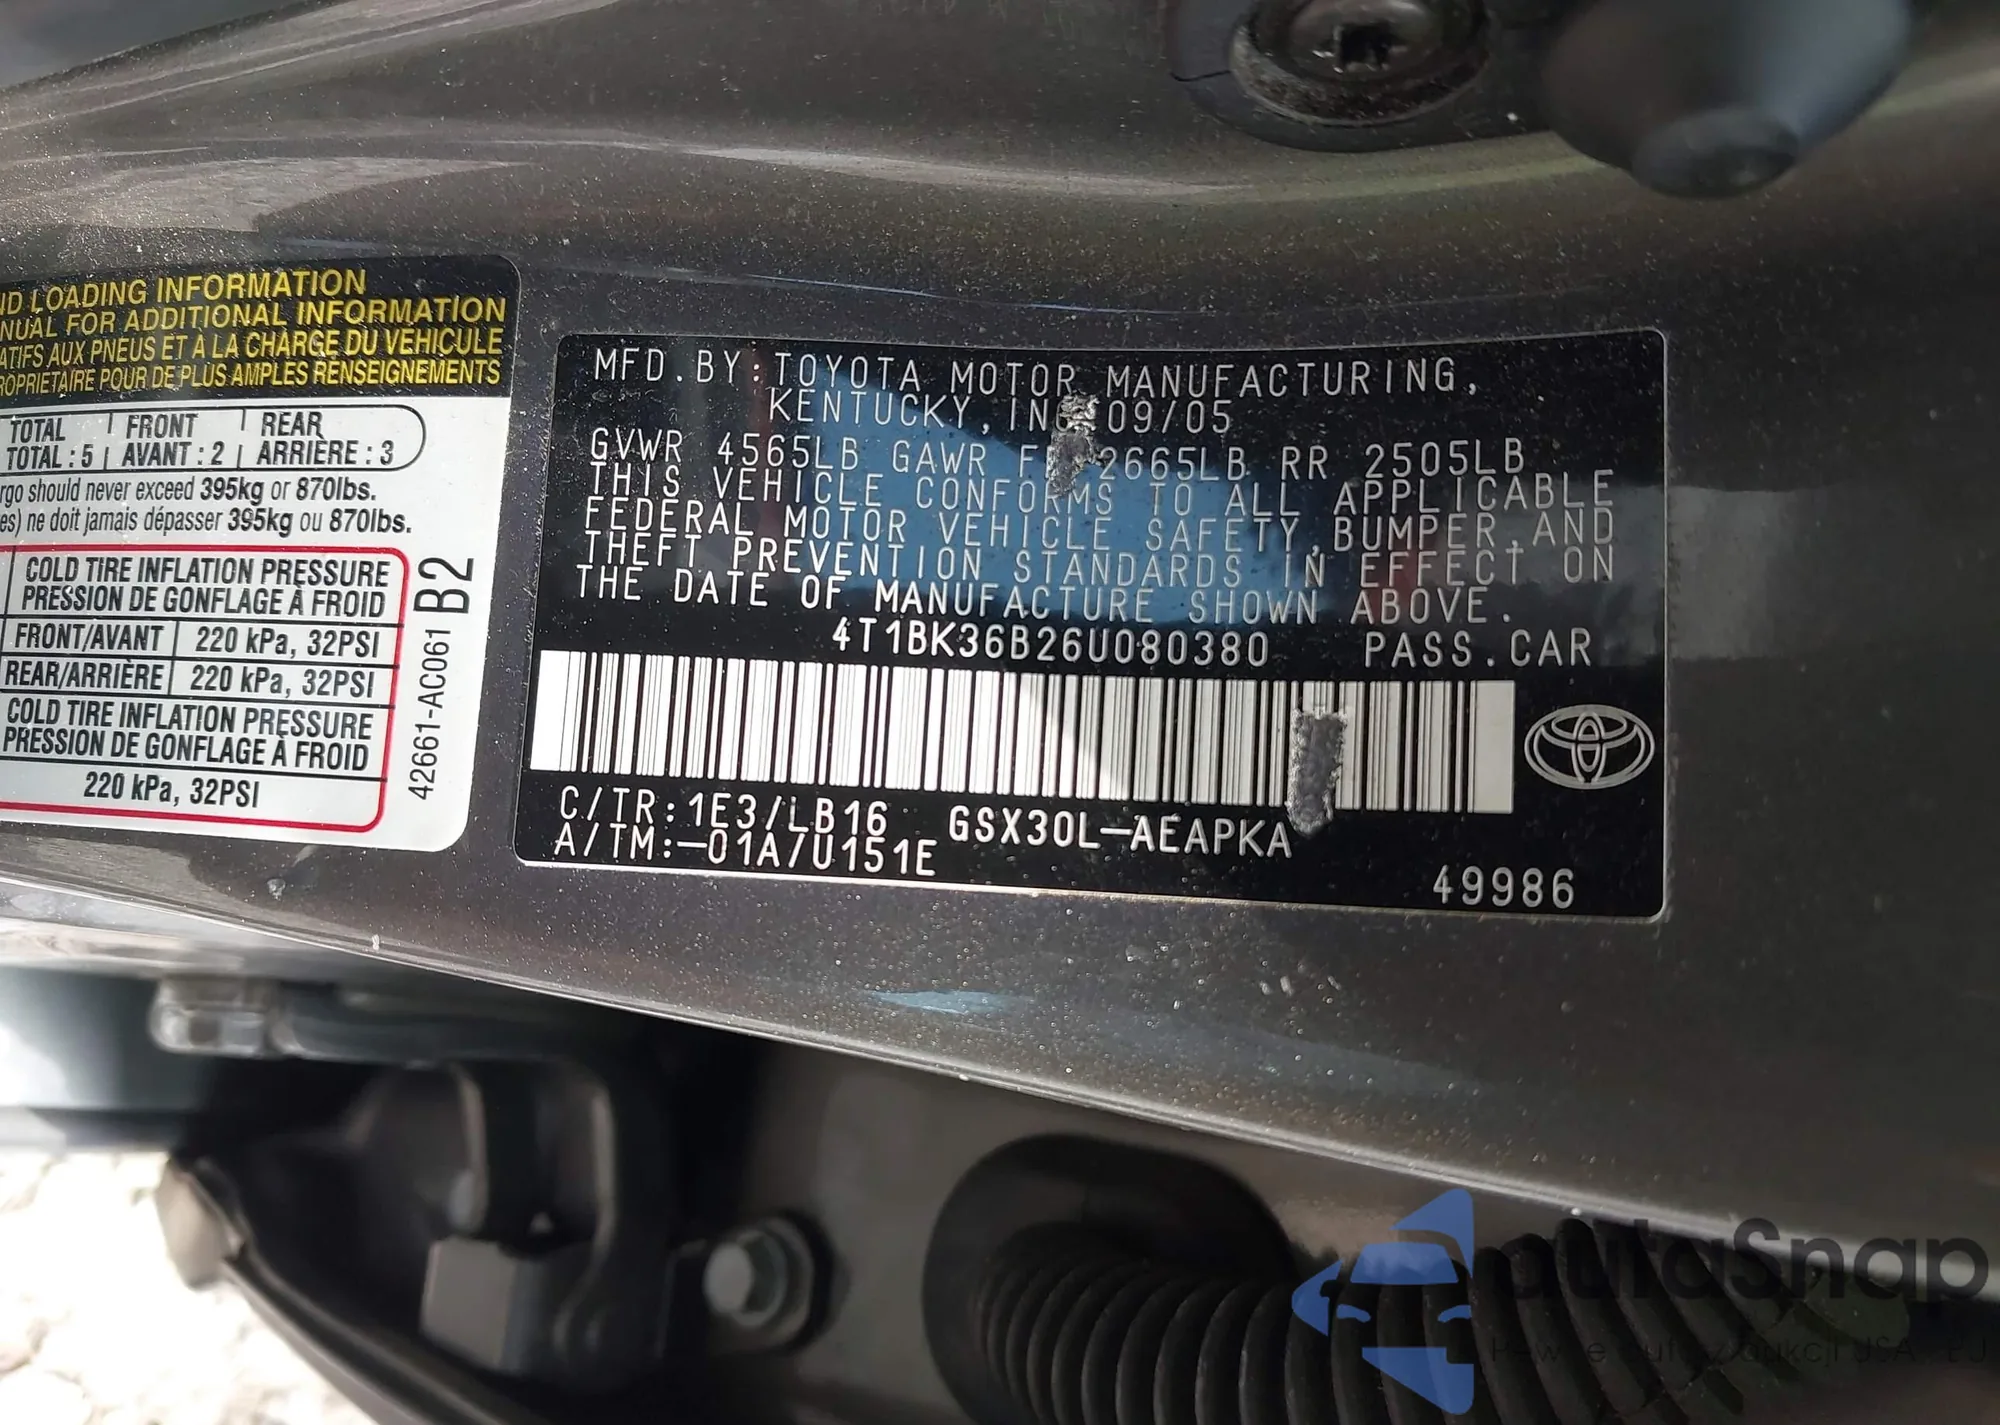 ND LOADING INFORMATION
NUAL FOR ADDITIONAL INFORMATION
ATIFS AUX PNEUS ET À LA CHARGE DU VÉHICULE
ROPRIÉTAIRE POUR DE PLUS AMPLES RENSEIGNEMENTS
TOTAL FRONT REAR
TOTAL : 5 AVANT : 2 ARRIÈRE : 3
rgo should never exceed 395kg or 870lbs.
es) ne doit jamais dépasser 395kg ou 870lbs.
COLD TIRE INFLATION PRESSURE
PRESSION DE GONFLAGE À FROID
FRONT/AVANT 220 kPa, 32PSI
REAR/ARRIÈRE 220 kPa, 32PSI
COLD TIRE INFLATION PRESSURE
PRESSION DE GONFLAGE À FROID
220 kPa, 32PSI
42661-AC061 B2
MFD.BY:TOYOTA MOTOR MANUFACTURING,
KENTUCKY, 09/05
GVWR 4565LB GAWR 2665LB RR 2505LB
THIS VEHICLE CONFORMS TO ALL APPLICABLE
FEDERAL MOTOR VEHICLE SAFETY,BUMPER,AND
THEFT PREVENTION STANDARDS IN EFFECT ON
THE DATE OF MANUFACTURE SHOWN ABOVE.
4T1BK36B26U080380 PASS.CAR
C/TR:1E3/LB16 GSX30L-AEAPKA
A/TM:-01A/U151E
49986
autoSnap